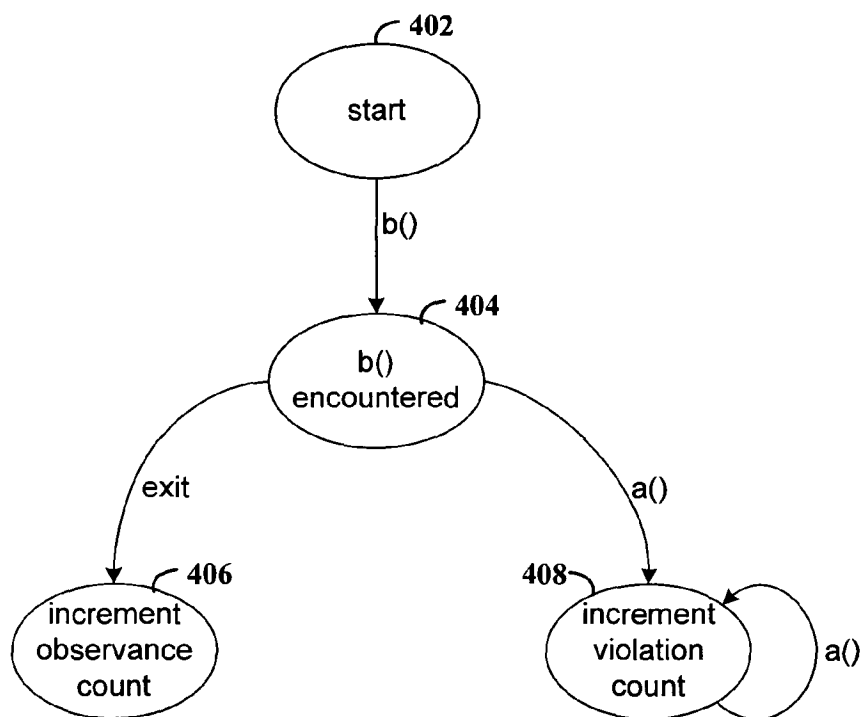 402
start
b()
404
b()
encountered
exit
a()
406
increment
observance
count
408
increment
violation
count
a()